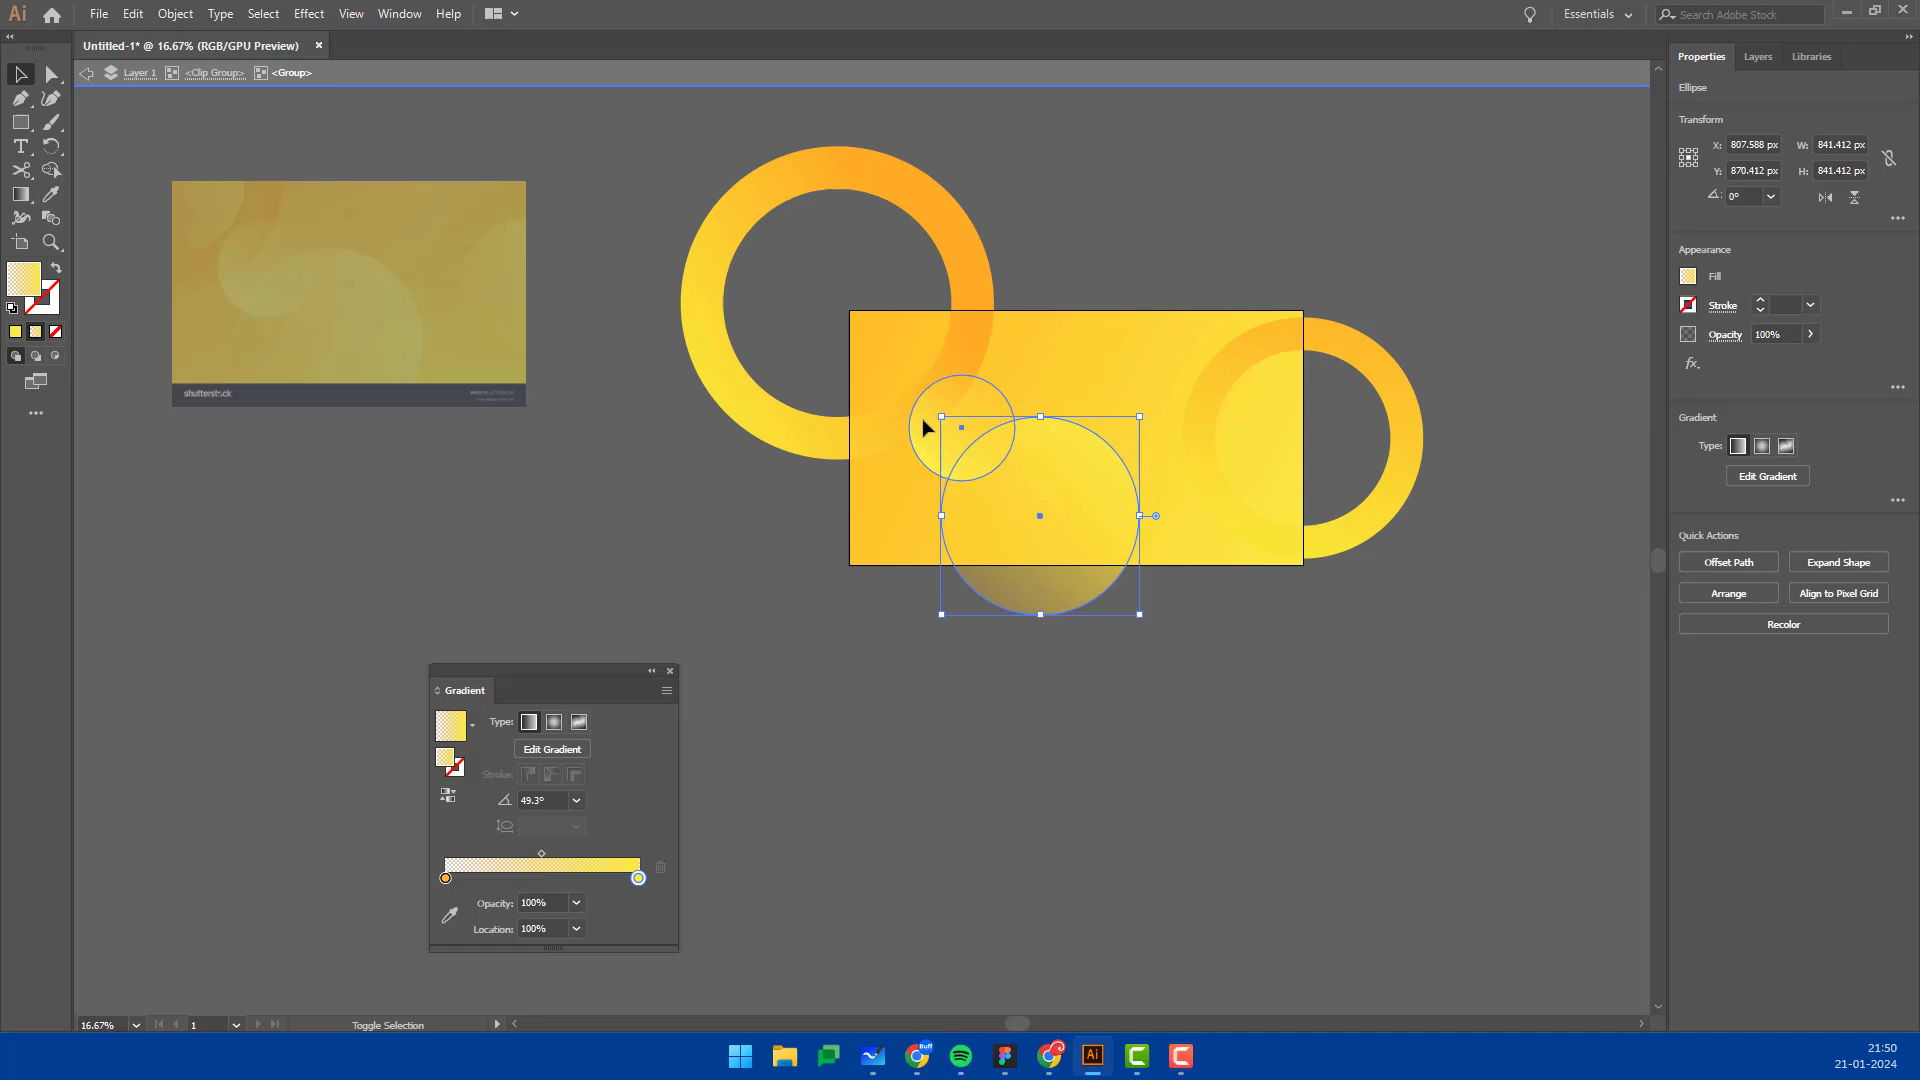 Ai File Edit Object Type Select Effect View Window Help Essentials Search Adobe Stock
Untitled-1* @ 16.67% (RGB/GPU Preview)
Layer 1 <Clip Group> <Group>
Properties Layers Libraries
Ellipse
Transform
X: 807.588 px W: 841.412 px
Y: 870.412 px H: 841.412 px
0°
Appearance
Fill
Stroke
Opacity 100%
fx.
Gradient
Type:
Edit Gradient
Quick Actions
Offset Path Expand Shape
Arrange Align to Pixel Grid
Recolor
shutterstock
Gradient
Type:
Edit Gradient
Stroke:
49.3°
Opacity: 100%
Location: 100%
16.67% 1 Toggle Selection
Buff
Ai
21:50
21-01-2024